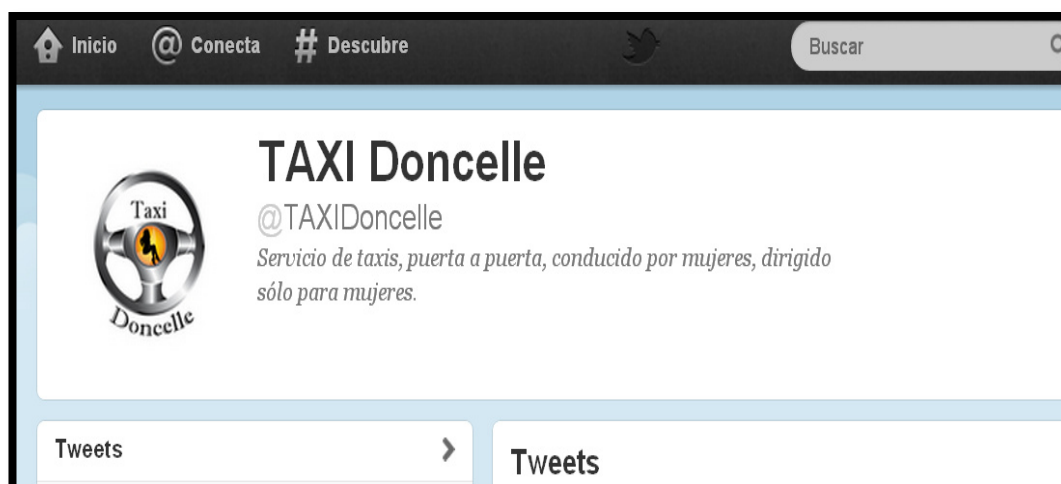 Inicio @ Conecta # Descubre Buscar
TAXI Doncelle
@TAXIDoncelle
Servicio de taxis, puerta a puerta, conducido por mujeres, dirigido
sólo para mujeres.
Taxi
Doncelle
Tweets
Tweets